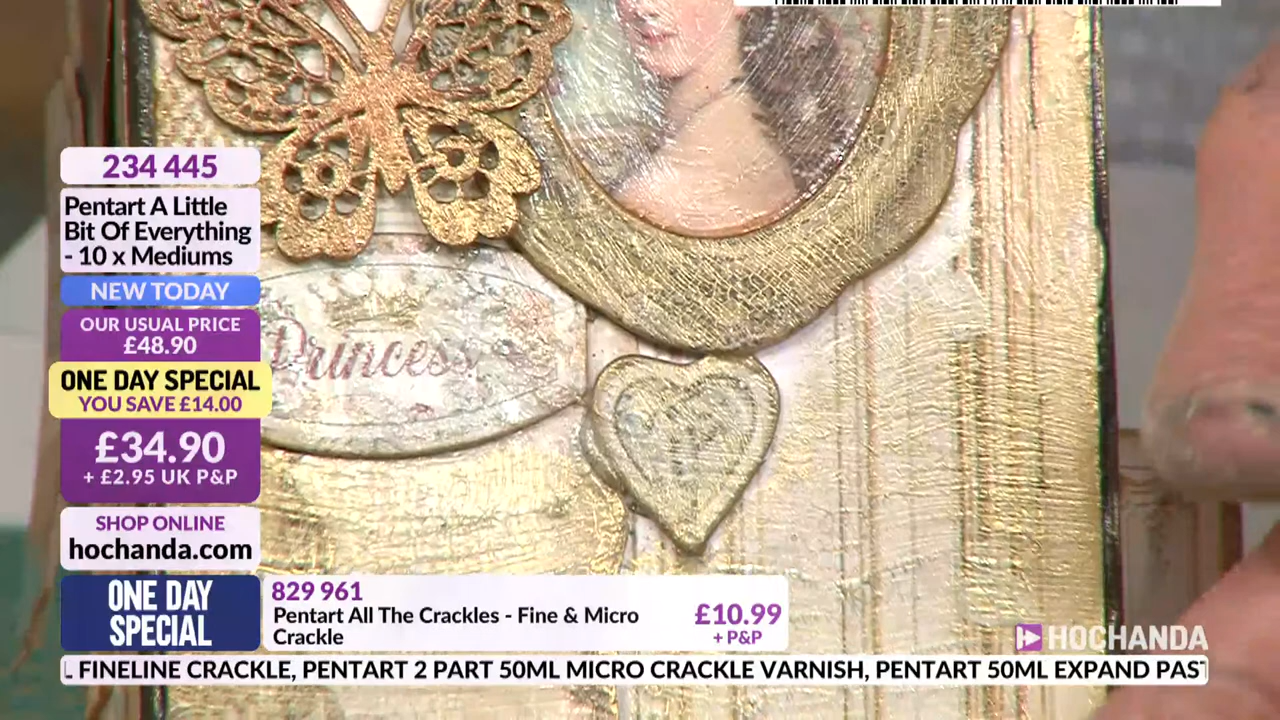 234 445
Pentart A Little
Bit Of Everything
- 10 x Mediums
NEW TODAY
OUR USUAL PRICE
£48.90
ONE DAY SPECIAL
YOU SAVE £14.00
£34.90
+ £2.95 UK P&P
SHOP ONLINE
hochanda.com
Princess
ONE DAY
SPECIAL
829 961
Pentart All The Crackles - Fine & Micro
Crackle
£10.99
+ P&P
HOCHANDA
FINELINE CRACKLE, PENTART 2 PART 50ML MICRO CRACKLE VARNISH, PENTART 50ML EXPAND PAS